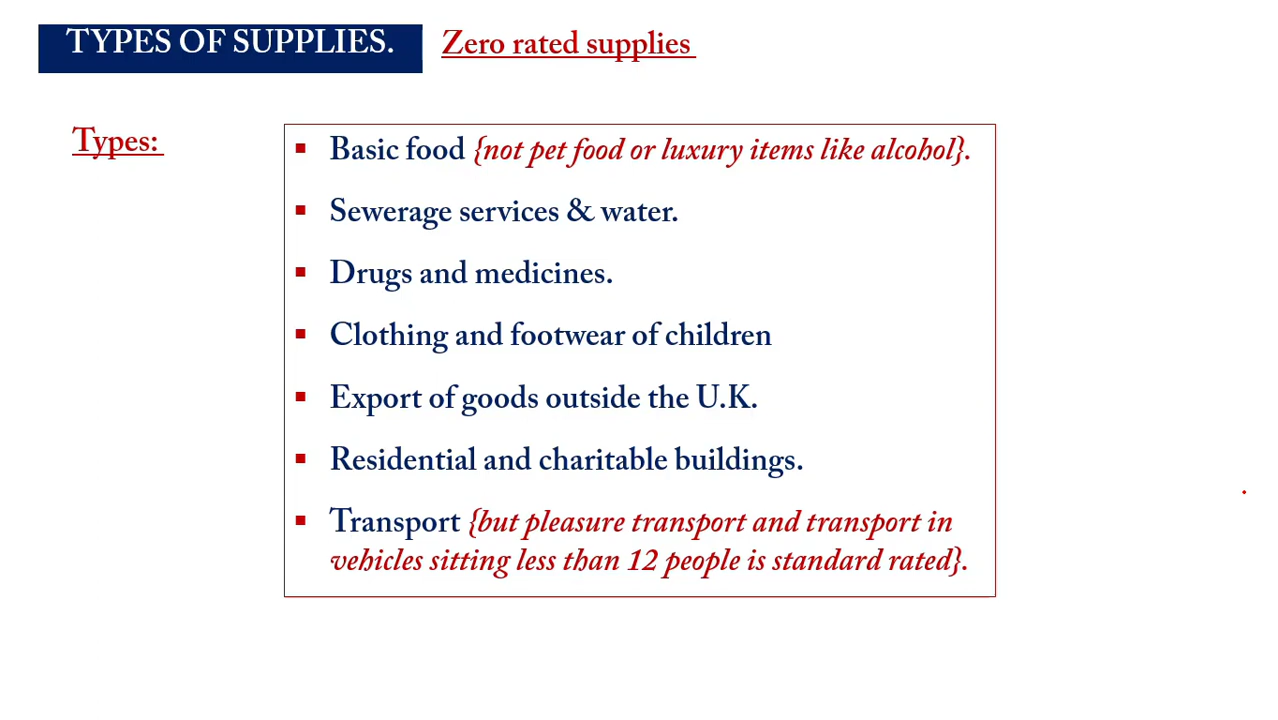 TYPES OF SUPPLIES. Zero rated supplies
Types:
▪ Basic food {not pet food or luxury items like alcohol}.
▪ Sewerage services & water.
▪ Drugs and medicines.
▪ Clothing and footwear of children
▪ Export of goods outside the U.K.
▪ Residential and charitable buildings.
▪ Transport {but pleasure transport and transport in
vehicles sitting less than 12 people is standard rated}.